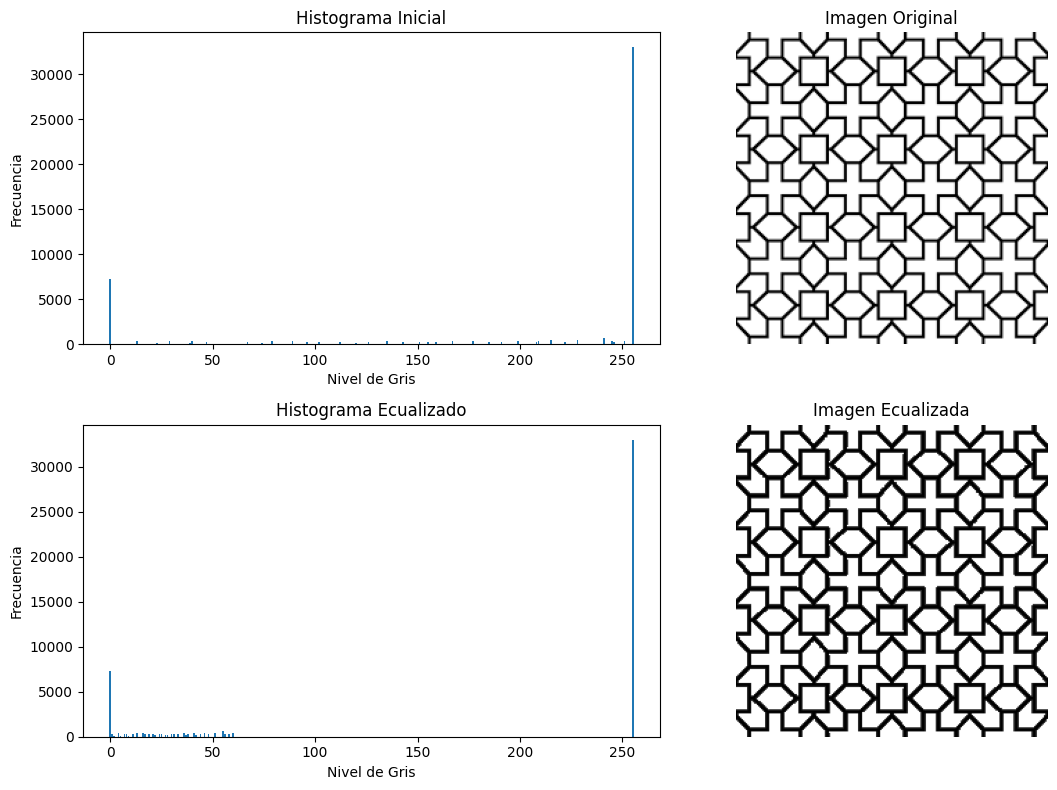 Histograma Inicial
Imagen Original
Frecuencia
30000
25000
20000
15000
10000
5000
0
0 50 100 150 200 250
Nivel de Gris
Histograma Ecualizado
Imagen Ecualizada
Frecuencia
30000
25000
20000
15000
10000
5000
0
0 50 100 150 200 250
Nivel de Gris